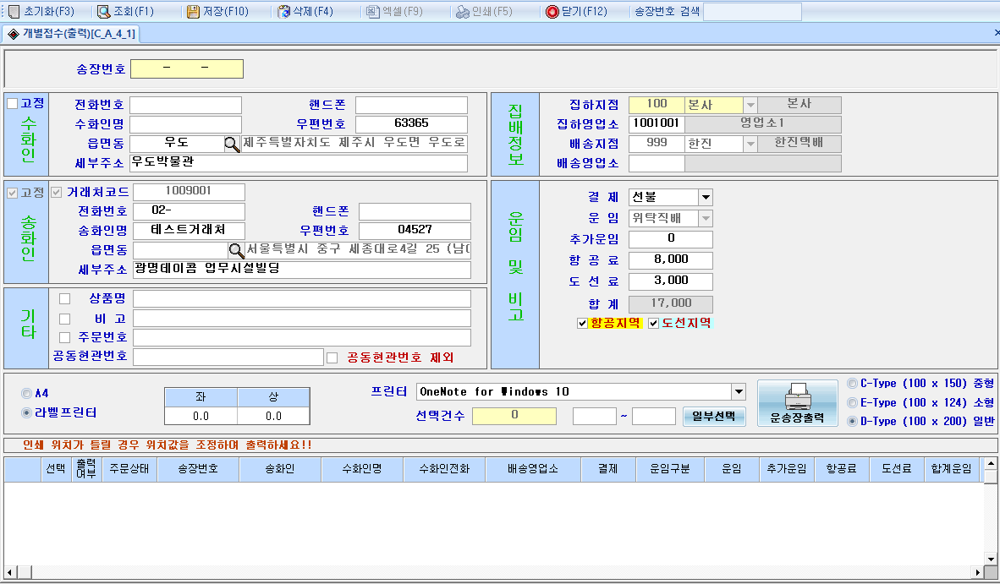 초기화(F3) 조회(F1) 저장(F10) 삭제(F4) 엑셀(F9) 인쇄(F5) 닫기(F12) 송장번호 검색
개별접수(출력)[C_A_4_1]
송장번호 - -
고정
수화인
전화번호 핸드폰
수화인명 우편번호 63365
읍면동 우도 제주특별자치도 제주시 우도면 우도로
세부주소 우도박물관
집배정보
집하지점 100 본사 본사
집하영업소 1001001 영업소1
배송지점 999 한진 한진택배
배송영업소
고정 거래처코드 1009001
송화인
전화번호 02- 핸드폰
송화인명 테스트거래처 우편번호 04527
읍면동 서울특별시 중구 세종대로4길 25 (남
세부주소 광명데이콤 업무시설빌딩
운임 및 비고
결 제 선불
운 임 위탁직배
추가운임 0
항 공 료 8,000
도 선 료 3,000
합 계 17,000
항공지역 도선지역
기타
상품명
비 고
주문번호
공동현관번호 공동현관번호 제외
A4
라벨프린터
좌 상
0.0 0.0
프린터 OneNote for Windows 10
선택건수 0 ~ 일부선택
운송장출력
C-Type (100 x 150) 중형
E-Type (100 x 124) 소형
D-Type (100 x 200) 일반
인쇄 위치가 틀릴 경우 위치값을 조정하여 출력하세요!!
선택 출력여부 주문상태 송장번호 송화인 수화인명 수화인전화 배송영업소 결제 운임구분 운임 추가운임 항공료 도선료 합계운임